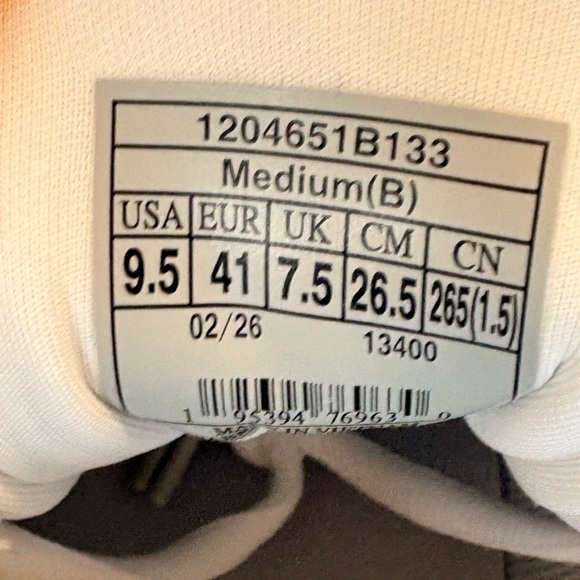 1204651B133
Medium(B)
USA EUR UK CM CN
9.5 41 7.5 26.5 265(1.5)
02/26 13400
1 95394 76963
IN